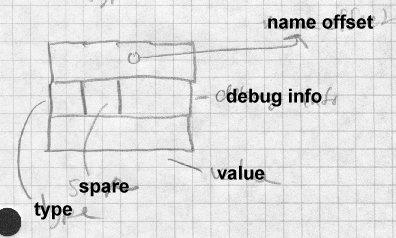 name offset
debug info
value
spare
type